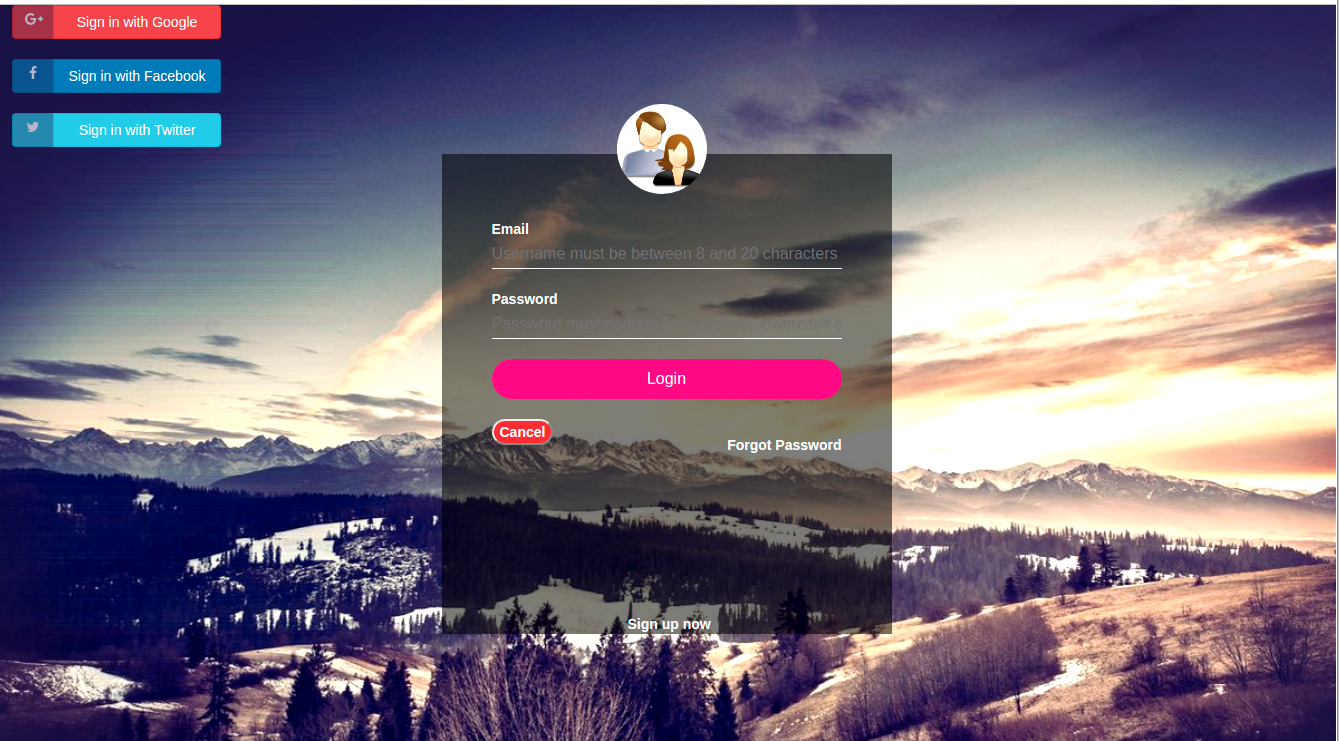 G+ Sign in with Google
f Sign in with Facebook
Sign in with Twitter
Email
Username must be between 8 and 20 characters
Password
Password must contain lowercase a
Login
Cancel
Forgot Password
Sign up now